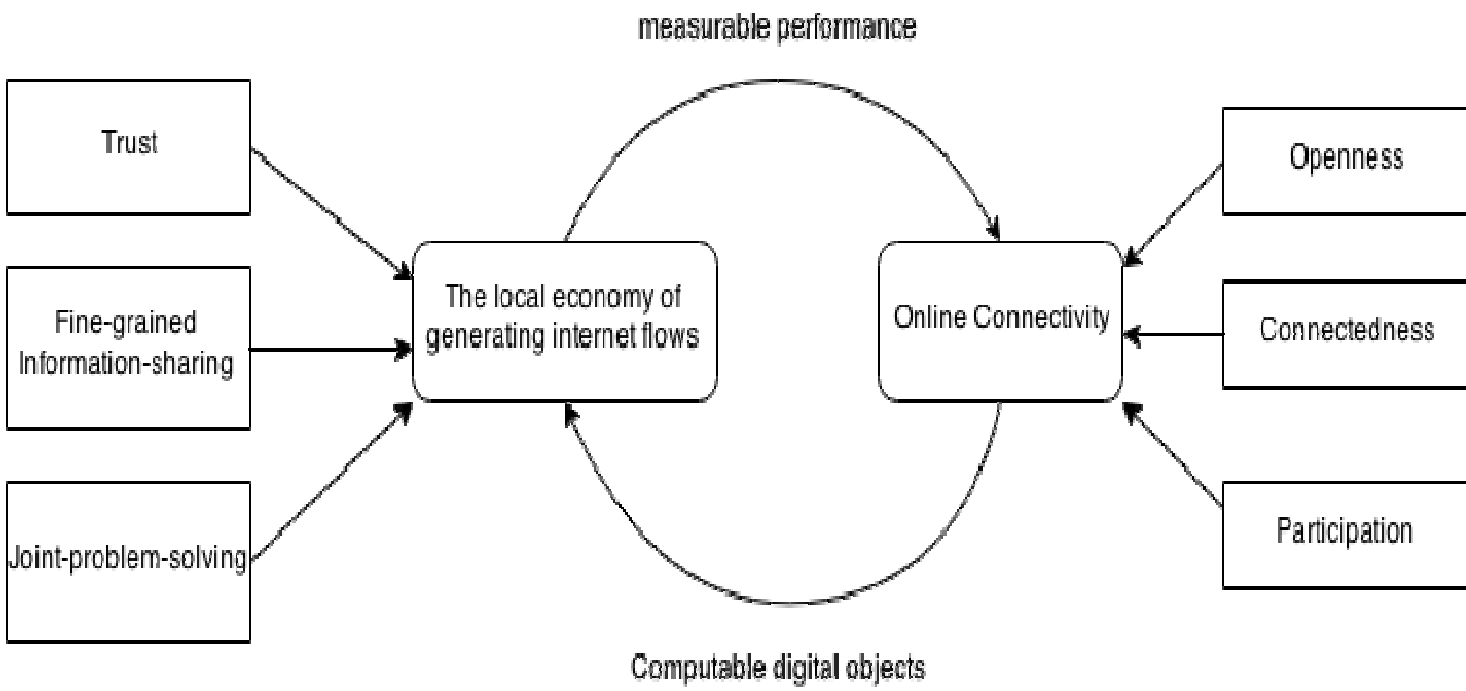 measurable performance
Trust
Openness
Fine-grained
Information-sharing
The local economy of
generating internet flows
Online Connectivity
Connectedness
Joint-problem-solving
Participation
Computable digital objects